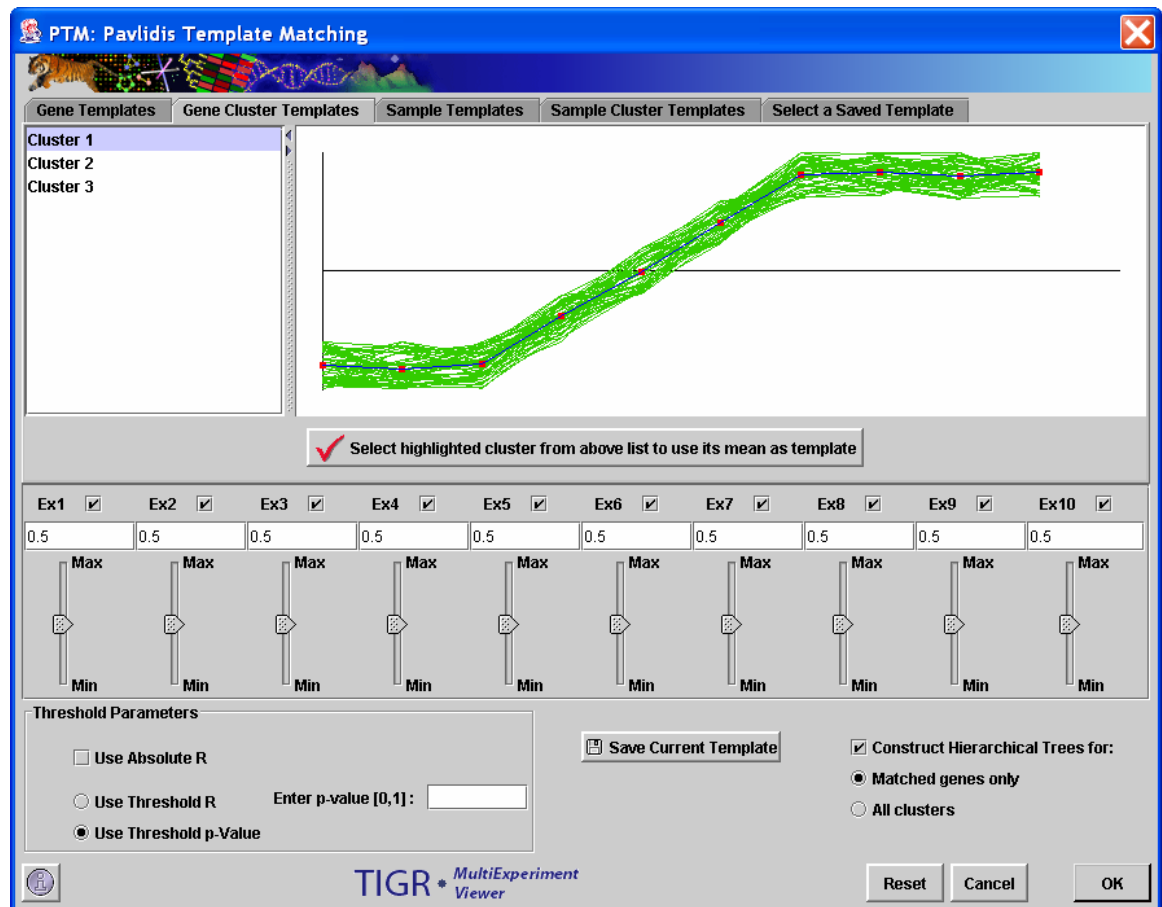 PTM: Pavlidis Template Matching
Gene Templates
Gene Cluster Templates
Sample Templates
Sample Cluster Templates
Select a Saved Template
Cluster 1
Cluster 2
Cluster 3
Select highlighted cluster from above list to use its mean as template
Ex1 Ex2 Ex3 Ex4 Ex5 Ex6 Ex7 Ex8 Ex9 Ex10
0.5 0.5 0.5 0.5 0.5 0.5 0.5 0.5 0.5 0.5
Max Max Max Max Max Max Max Max Max Max
Min Min Min Min Min Min Min Min Min Min
Threshold Parameters
Use Absolute R
Use Threshold R
Enter p-value [0,1] :
Use Threshold p-Value
Save Current Template
Construct Hierarchical Trees for:
Matched genes only
All clusters
TIGR MultiExperiment
Viewer
Reset
Cancel
OK